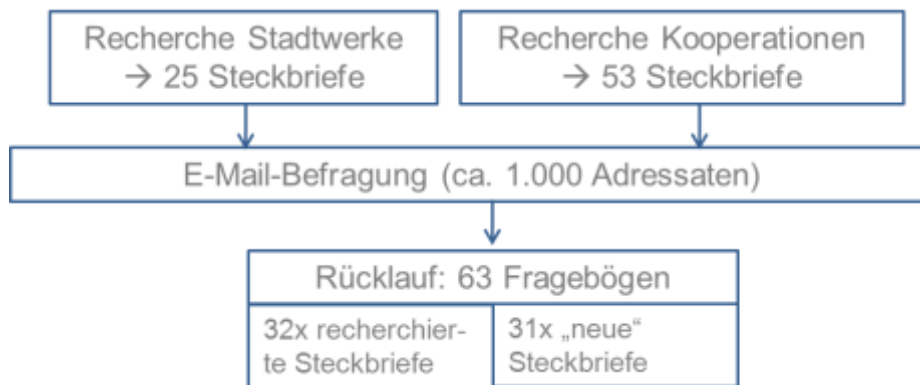 Recherche Stadtwerke
→ 25 Steckbriefe
Recherche Kooperationen
→ 53 Steckbriefe
E-Mail-Befragung (ca. 1.000 Adressaten)
Rücklauf: 63 Fragebögen
32x recherchier-
te Steckbriefe
31x „neue“
Steckbriefe